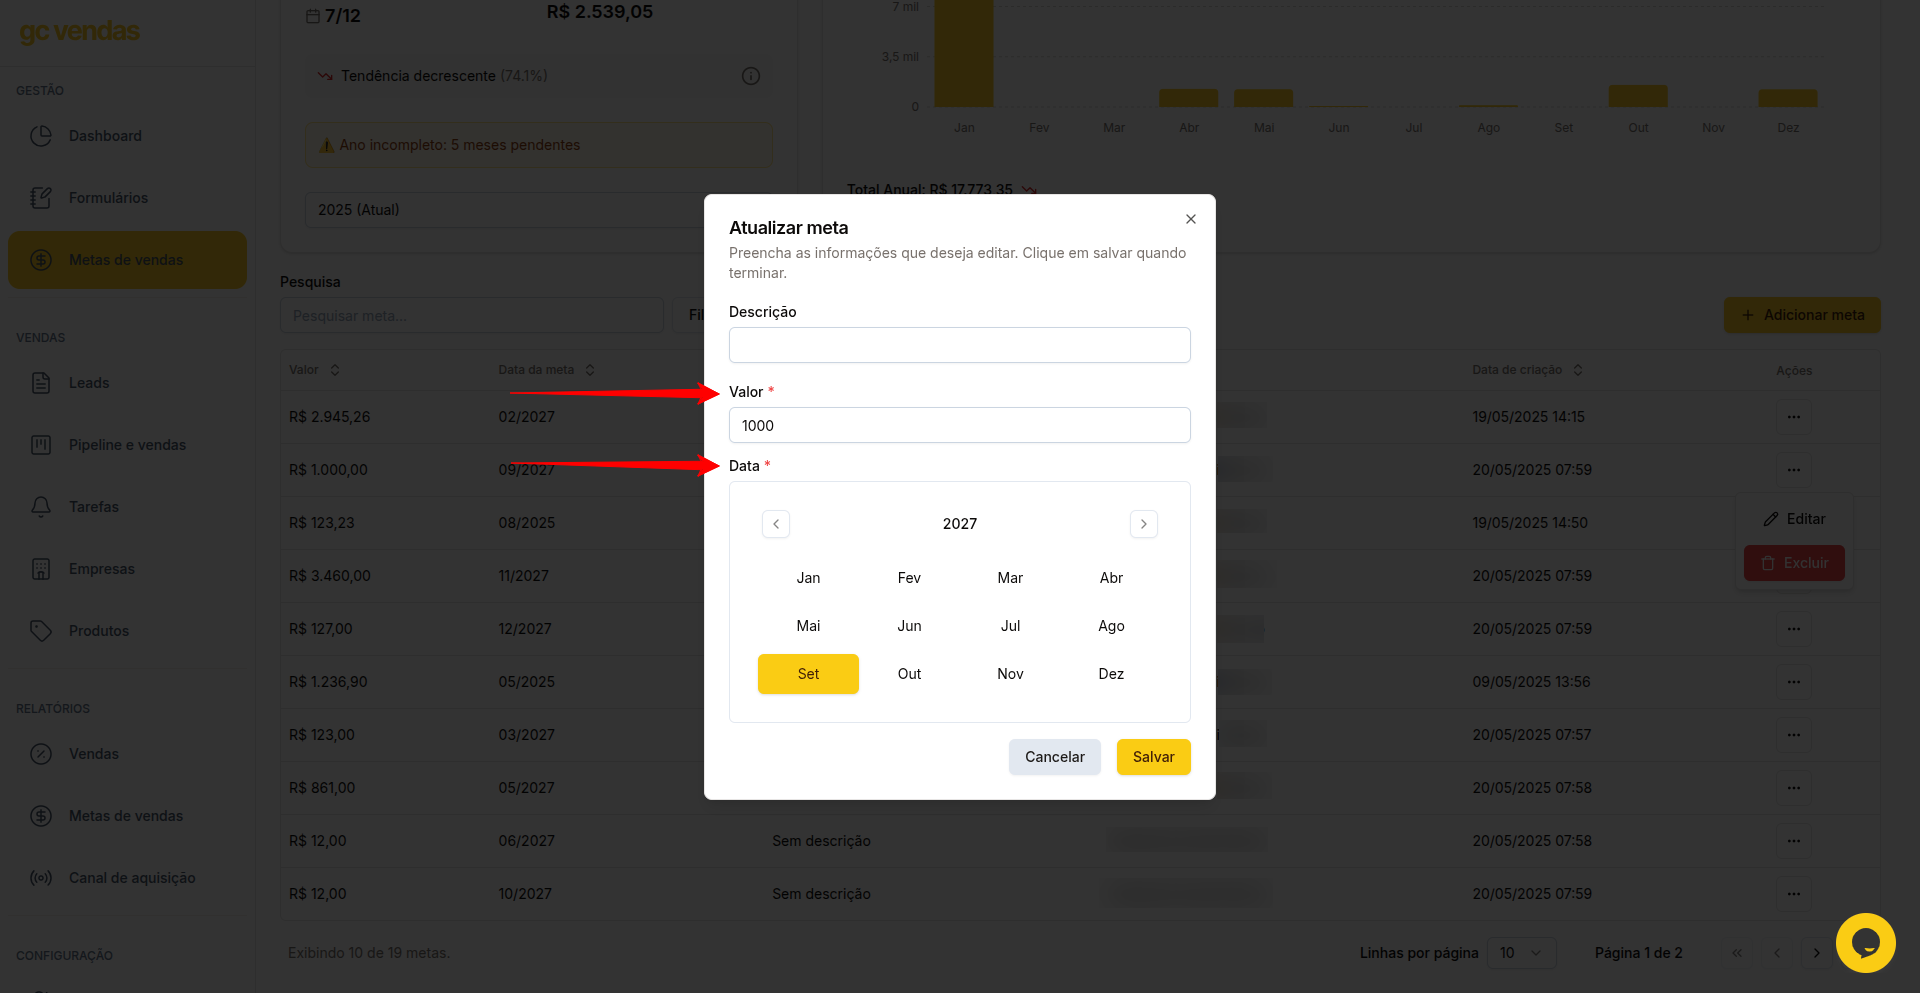 gc vendas
GESTÃO
Dashboard
Formulários
Metas de vendas
VENDAS
Leads
Pipeline e vendas
Tarefas
Empresas
Produtos
RELATÓRIOS
Vendas
Metas de vendas
Canal de aquisição
CONFIGURAÇÃO
7/12
R$ 2.539,05
Tendência decrescente (74.1%)
Ano incompleto: 5 meses pendentes
2025 (Atual)
7 mil
3,5 mil
0
Jan Fev Mar Abr Mai Jun Jul Ago Set Out Nov Dez
Total Anual: R$ 17.773,35
Pesquisa
Pesquisar meta...
Adicionar meta
Valor Data da meta Data de criação Ações
R$ 2.945,26 02/2027 19/05/2025 14:15
R$ 1.000,00 09/2027 20/05/2025 07:59
R$ 123,23 08/2025 19/05/2025 14:50
R$ 3.460,00 11/2027 20/05/2025 07:59
R$ 127,00 12/2027 20/05/2025 07:59
R$ 1.236,90 05/2025 09/05/2025 13:56
R$ 123,00 03/2027 20/05/2025 07:57
R$ 861,00 05/2027 20/05/2025 07:58
R$ 12,00 06/2027 Sem descrição 20/05/2025 07:58
R$ 12,00 10/2027 Sem descrição 20/05/2025 07:59
Editar
Excluir
Exibindo 10 de 19 metas.
Linhas por página 10 Página 1 de 2
Atualizar meta
Preencha as informações que deseja editar. Clique em salvar quando
terminar.
Descrição
Valor *
1000
Data *
2027
Jan Fev Mar Abr
Mai Jun Jul Ago
Set Out Nov Dez
Cancelar Salvar